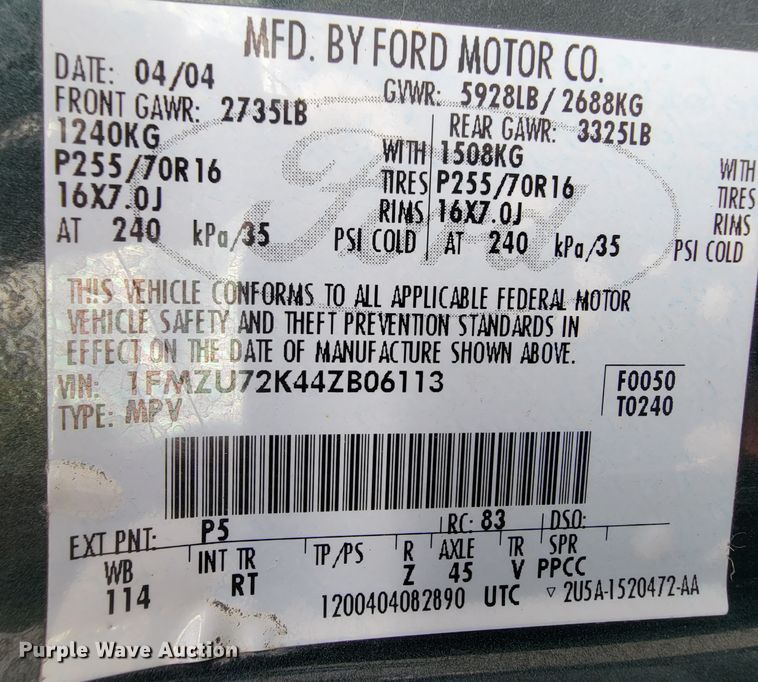 MFD. BY FORD MOTOR CO.
DATE: 04/04 GVWR: 5928LB / 2688KG
FRONT GAWR: 2735LB REAR GAWR: 3325LB
1240KG WITH 1508KG WITH
P255/70R16 TIRES P255/70R16 TIRES
16X7.0J RIMS 16X7.0J RIMS
AT 240 kPa/35 PSI COLD AT 240 kPa/35 PSI COLD
Ford
THIS VEHICLE CONFORMS TO ALL APPLICABLE FEDERAL MOTOR
VEHICLE SAFETY AND THEFT PREVENTION STANDARDS IN
EFFECT ON THE DATE OF MANUFACTURE SHOWN ABOVE.
VIN: 1FMZU72K44ZB06113 F0050
TYPE: MPV T0240
EXT PNT: P5 RC: 83 DSO:
WB INT TR TP/PS R AXLE TR SPR
114 RT Z 45 V PPCC
1200404082890 UTC ▽ 2U5A-1520472-AA
Purple Wave Auction